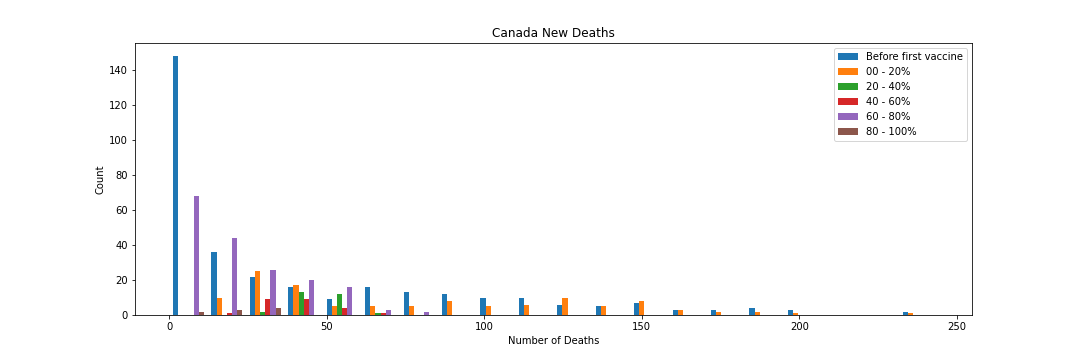 Canada New Deaths
Count
140
120
100
80
60
40
20
0
0 50 100 150 200 250
Number of Deaths
Before first vaccine
00 - 20%
20 - 40%
40 - 60%
60 - 80%
80 - 100%